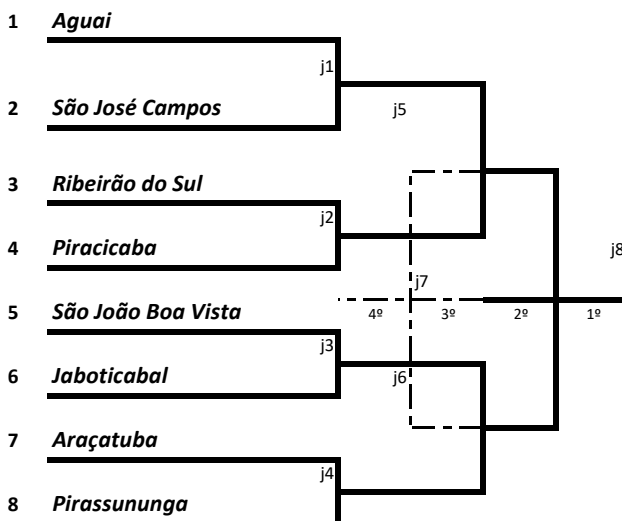 1 Aguai
j1
2 São José Campos
j5
3 Ribeirão do Sul
j2
4 Piracicaba
j8
j7
5 São João Boa Vista
4º 3º 2º 1º
j3
6 Jaboticabal
j6
7 Araçatuba
j4
8 Pirassununga